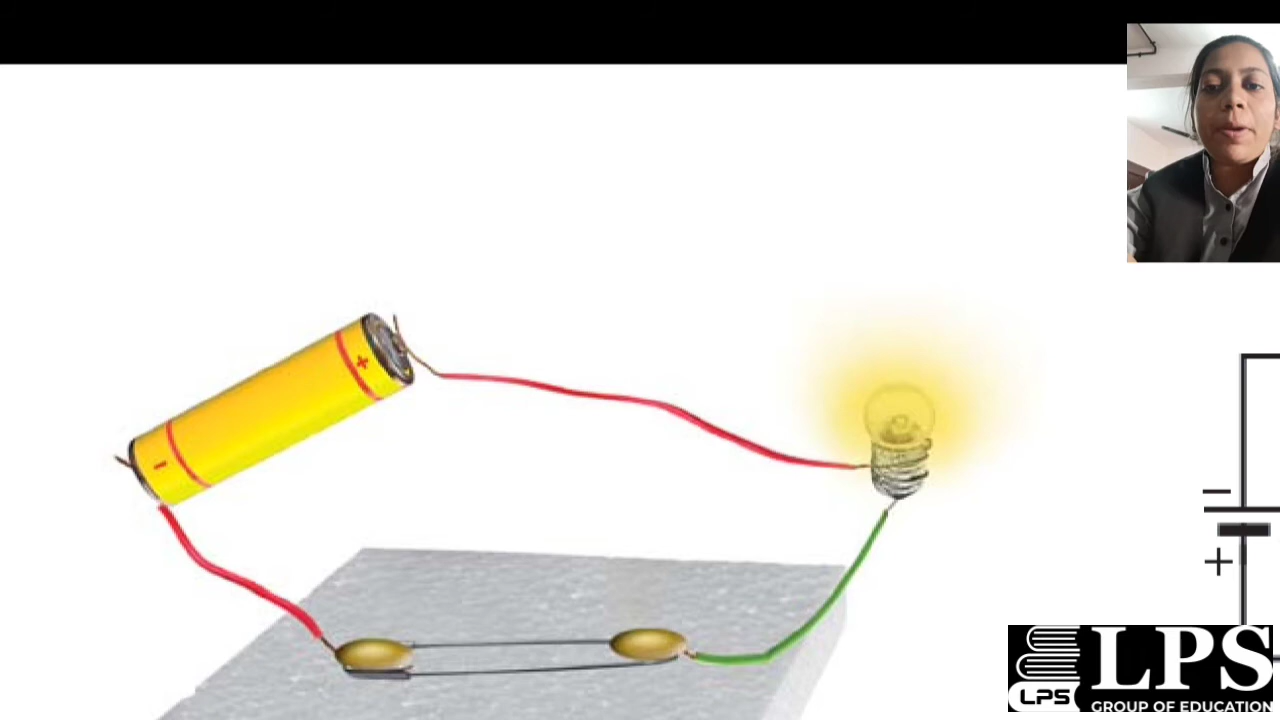 +
-
-
+
LPS
LPS
GROUP OF EDUCATION